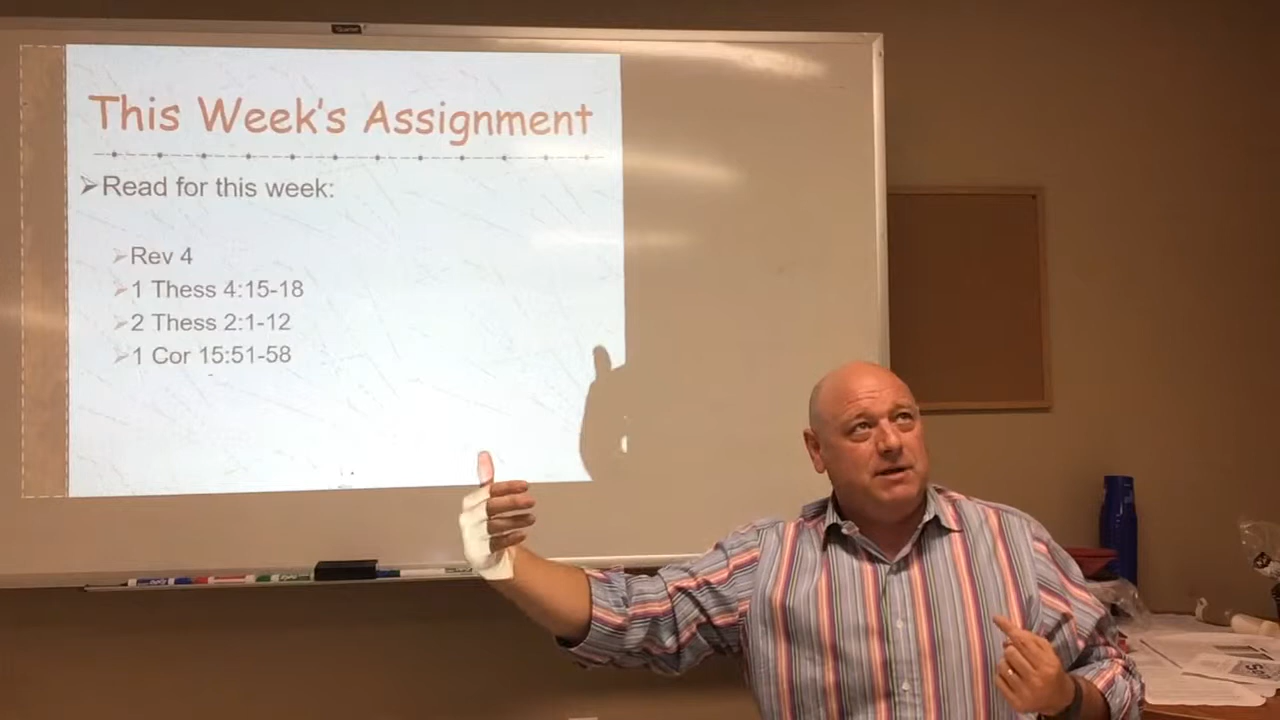 This Week's Assignment
Read for this week:
Rev 4
1 Thess 4:15-18
2 Thess 2:1-12
1 Cor 15:51-58